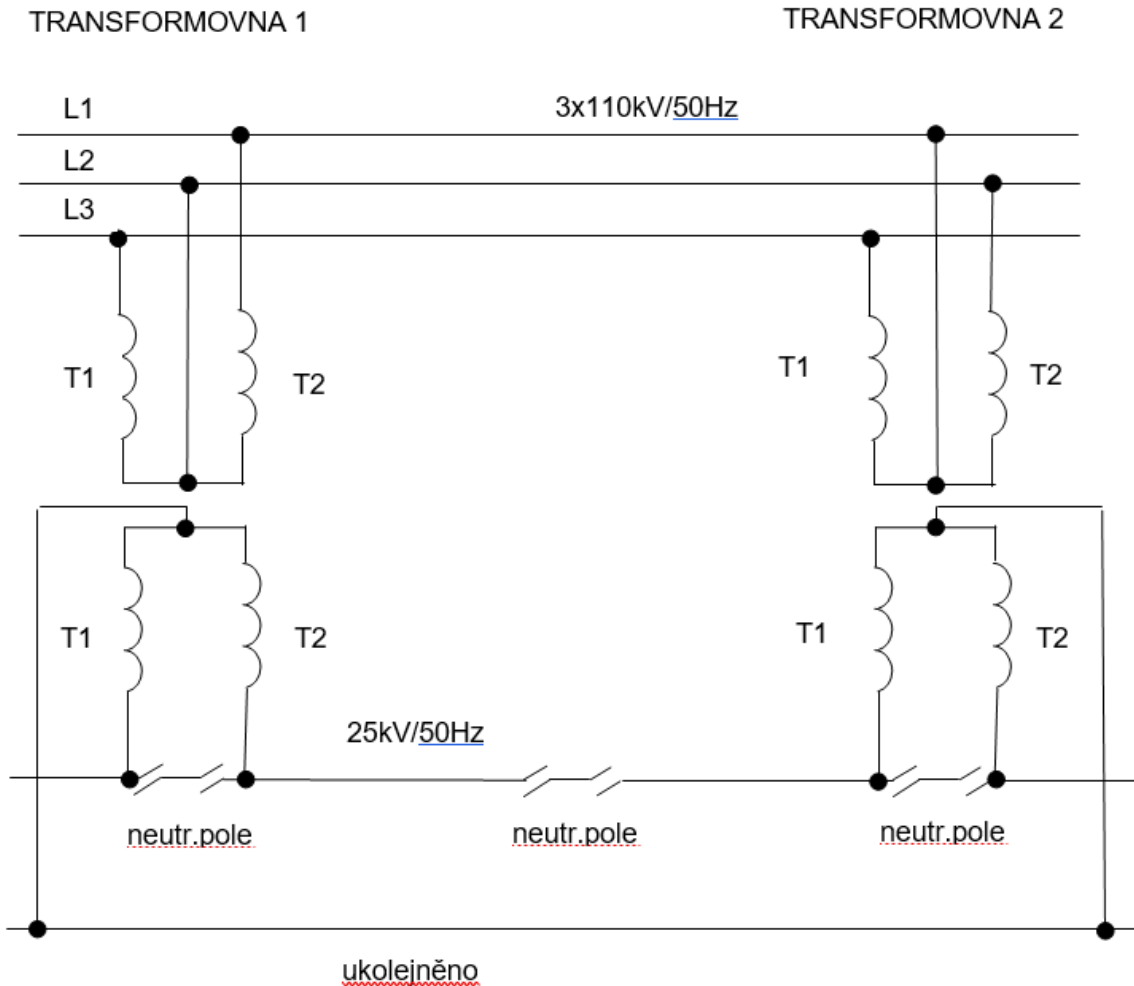 TRANSFORMOVNA 1
TRANSFORMOVNA 2
L1
3x110kV/50Hz
L2
L3
T1
T2
T1
T2
T1
T2
T1
T2
25kV/50Hz
neutr.pole
neutr.pole
neutr.pole
ukolejněno